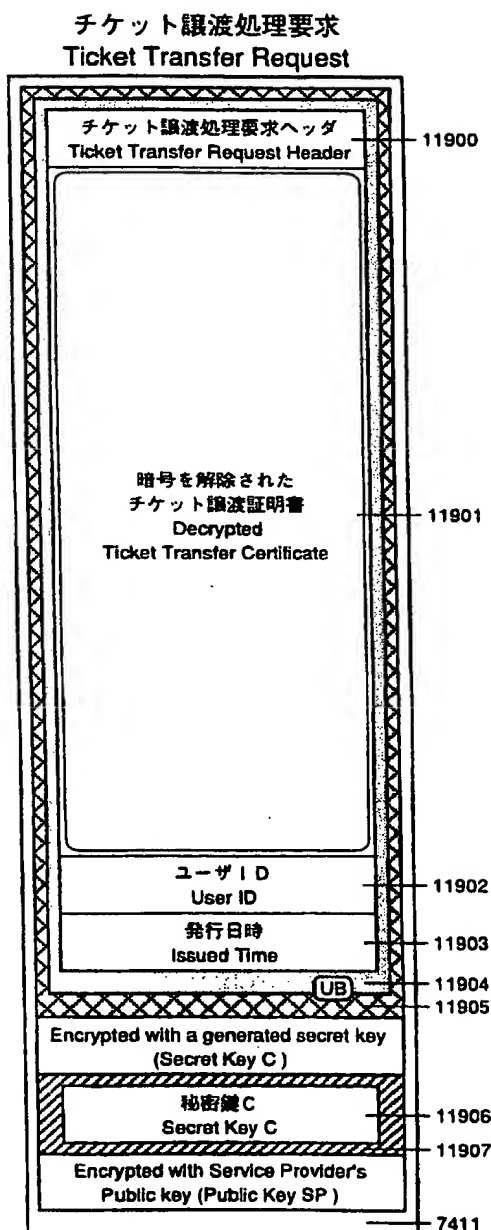 チケット譲渡処理要求
Ticket Transfer Request
チケット譲渡処理要求ヘッダ
Ticket Transfer Request Header
11900
暗号を解除された
チケット譲渡証明書
Decrypted
Ticket Transfer Certificate
11901
ユーザID
User ID
11902
発行日時
Issued Time
11903
11904
UB
11905
Encrypted with a generated secret key
(Secret Key C )
秘密鍵C
Secret Key C
11906
11907
Encrypted with Service Provider's
Public key (Public Key SP )
7411